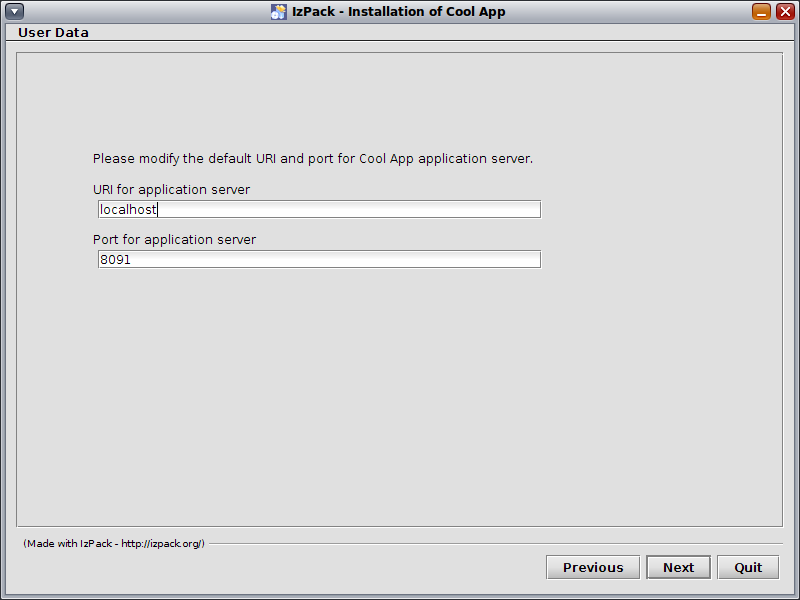 IzPack - Installation of Cool App
User Data
Please modify the default URI and port for Cool App application server.
URI for application server
localhost
Port for application server
8091
(Made with IzPack - http://izpack.org/)
Previous Next Quit